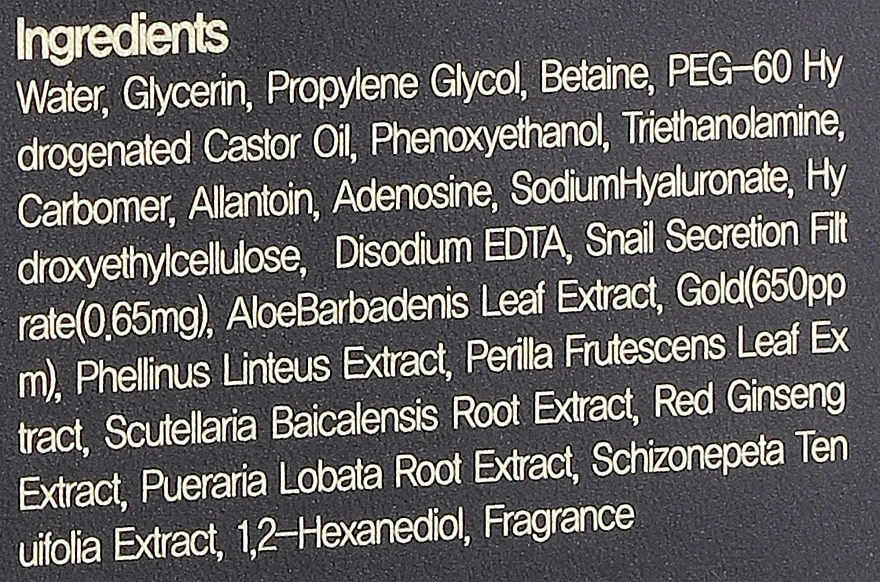 Ingredients
Water, Glycerin, Propylene Glycol, Betaine, PEG-60 Hy
drogenated Castor Oil, Phenoxyethanol, Triethanolamine,
Carbomer, Allantoin, Adenosine, SodiumHyaluronate, Hy
droxyethylcellulose, Disodium EDTA, Snail Secretion Filt
rate(0.65mg), AloeBarbadenis Leaf Extract, Gold(650pp
m), Phellinus Linteus Extract, Perilla Frutescens Leaf Ex
tract, Scutellaria Baicalensis Root Extract, Red Ginseng
Extract, Pueraria Lobata Root Extract, Schizonepeta Ten
uifolia Extract, 1,2-Hexanediol, Fragrance